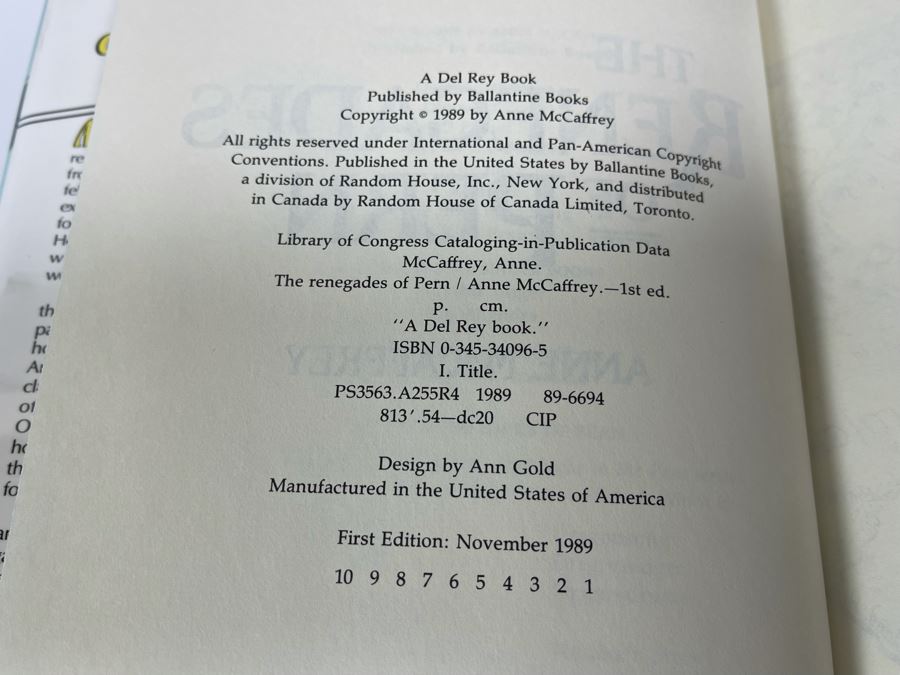 A Del Rey Book
Published by Ballantine Books
Copyright © 1989 by Anne McCaffrey
All rights reserved under International and Pan-American Copyright
Conventions. Published in the United States by Ballantine Books,
a division of Random House, Inc., New York, and distributed
in Canada by Random House of Canada Limited, Toronto.
Library of Congress Cataloging-in-Publication Data
McCaffrey, Anne.
The renegades of Pern / Anne McCaffrey.—1st ed.
p. cm.
"A Del Rey book."
ISBN 0-345-34096-5
I. Title.
PS3563.A255R4 1989 89-6694
813'.54—dc20 CIP
Design by Ann Gold
Manufactured in the United States of America
First Edition: November 1989
10 9 8 7 6 5 4 3 2 1